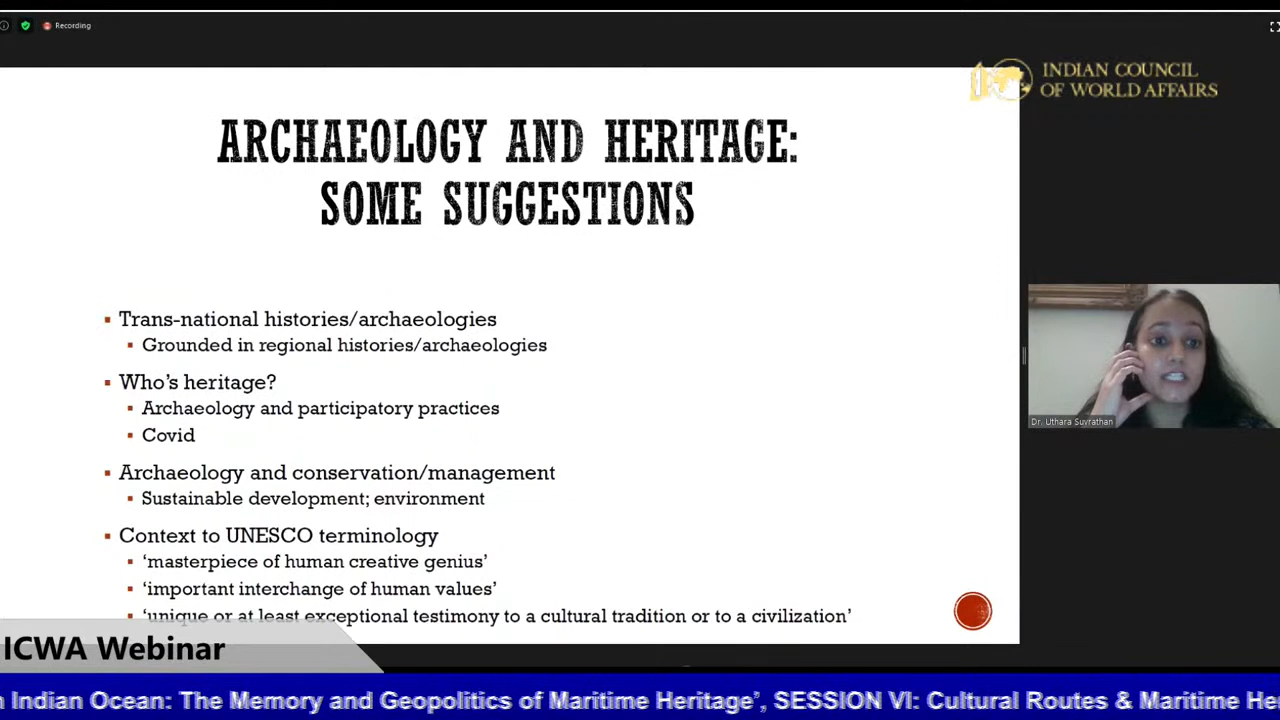 Recording
INDIAN COUNCIL
OF WORLD AFFAIRS
ARCHAEOLOGY AND HERITAGE:
SOME SUGGESTIONS
Trans-national histories/archaeologies
Grounded in regional histories/archaeologies
Who's heritage?
Archaeology and participatory practices
Covid
Archaeology and conservation/management
Sustainable development; environment
Context to UNESCO terminology
‘masterpiece of human creative genius’
‘important interchange of human values’
‘unique or at least exceptional testimony to a cultural tradition or to a civilization’
Dr. Uthara Suvrathan
ICWA Webinar
n Indian Ocean: The Memory and Geopolitics of Maritime Heritage’, SESSION VI: Cultural Routes & Maritime He